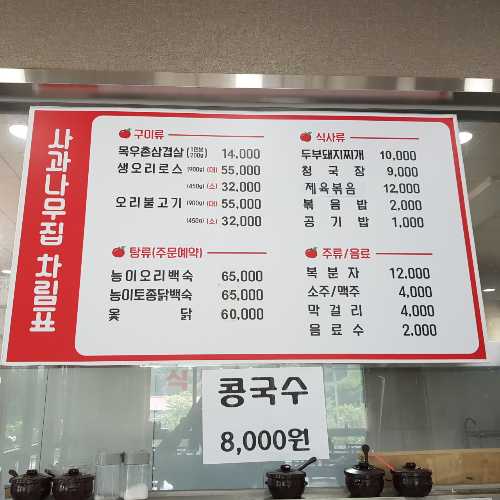 사과나무집 차림표
구이류
목우촌삼겹살 (1인분 200g) 14,000
생오리로스 (900g) (대) 55,000
(450g) (소) 32,000
오리불고기 (900g) (대) 55,000
(450g) (소) 32,000
탕류(주문예약)
능이오리백숙 65,000
능이토종닭백숙 65,000
옻 닭 60,000
식사류
두부돼지찌개 10,000
청국장 9,000
제육볶음 12,000
볶음밥 2,000
공기밥 1,000
주류/음료
복분자 12,000
소주/맥주 4,000
막걸리 4,000
음료수 2,000
콩국수
8,000원